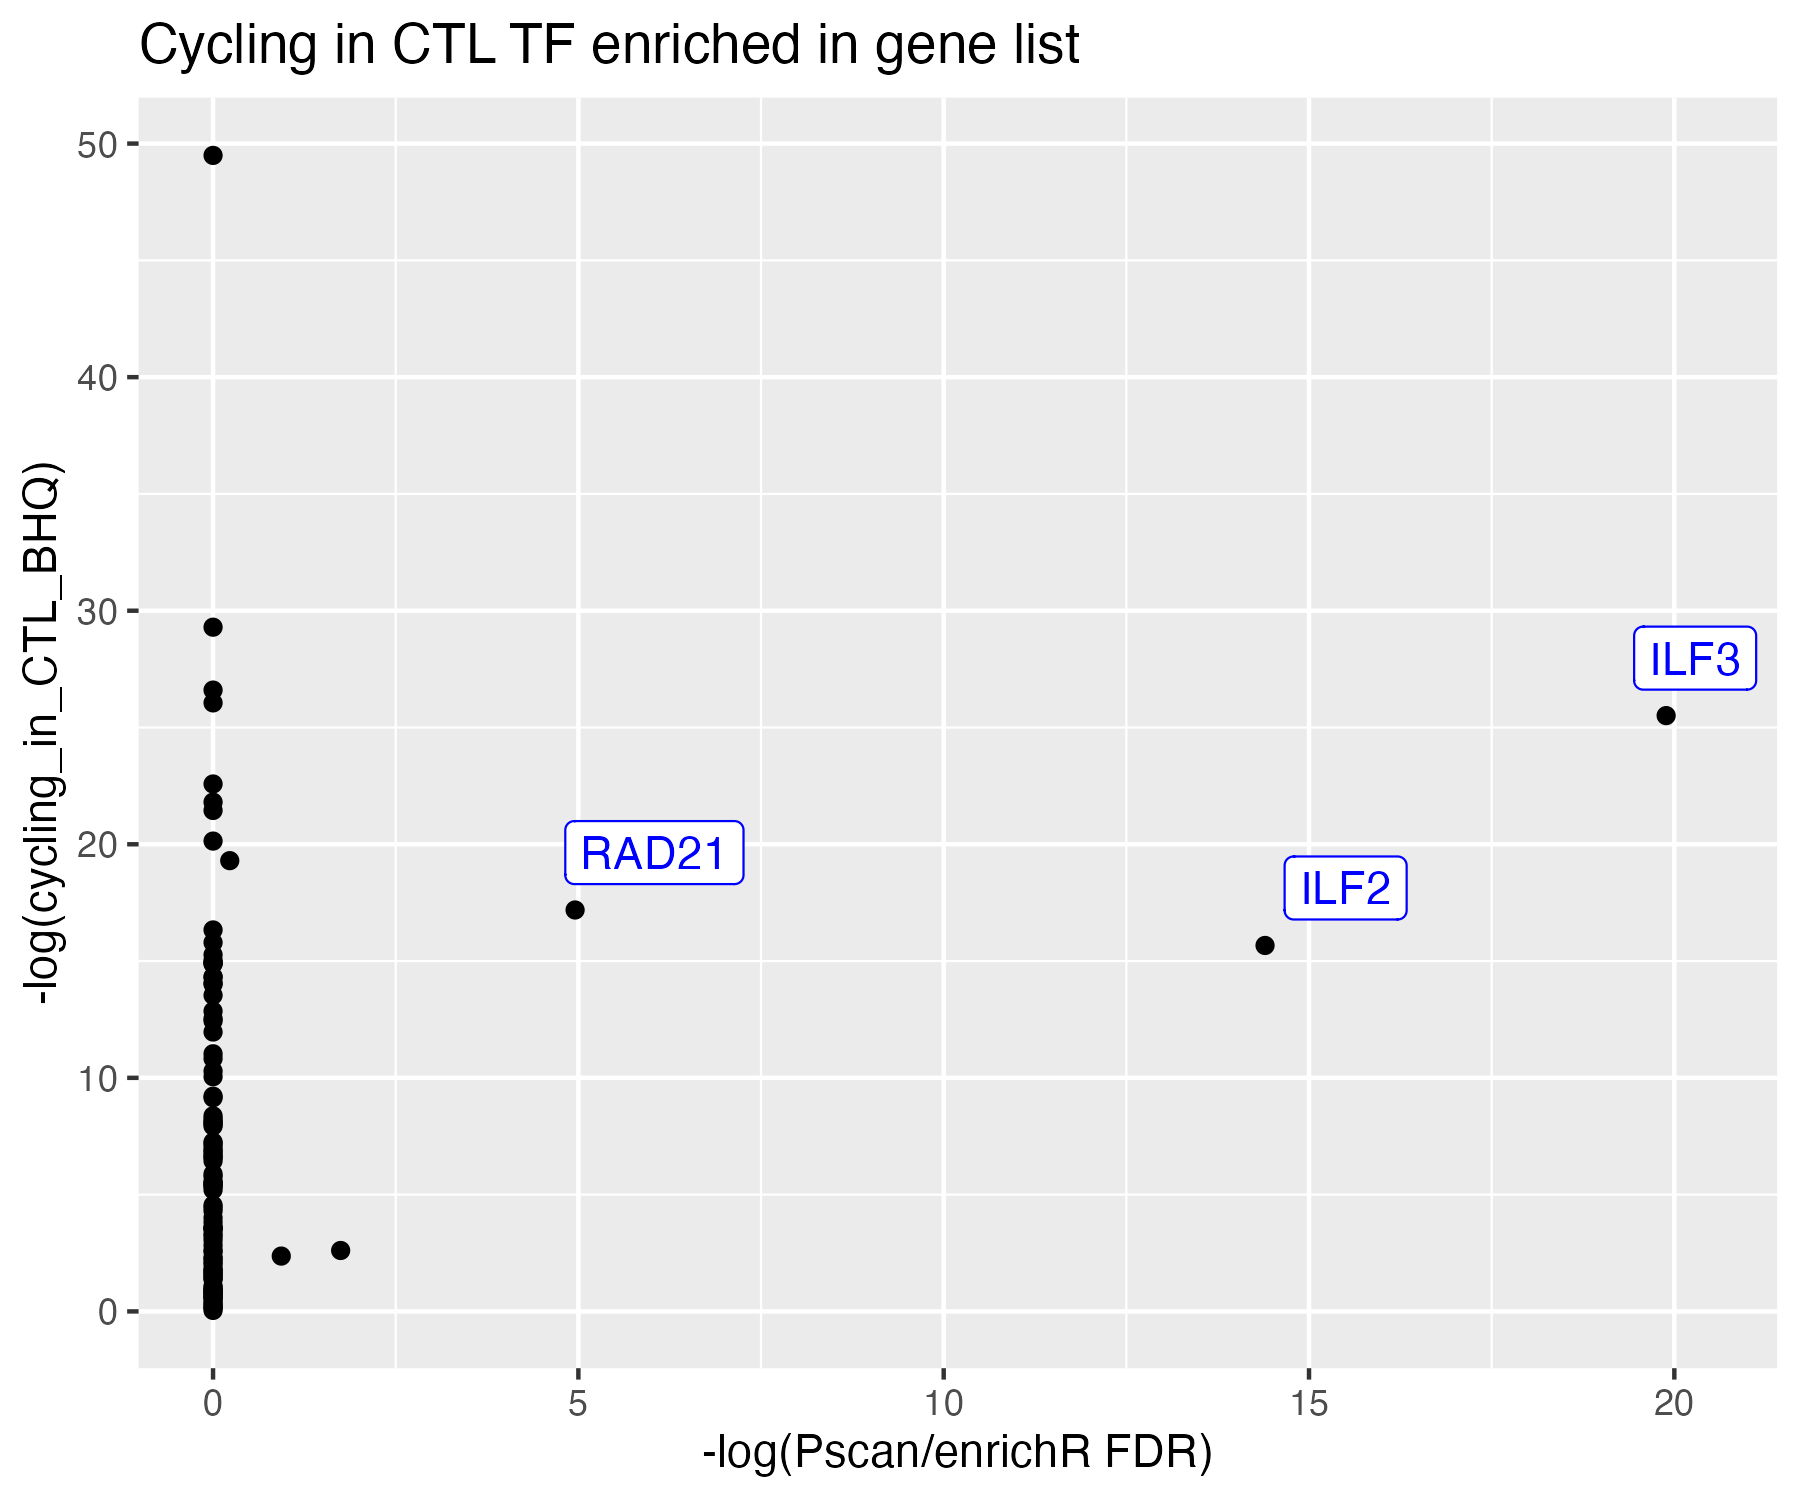 Cycling in CTL TF enriched in gene list
-log(cycling_in_CTL_BHQ)
50
40
30
20
10
0
ILF3
RAD21
ILF2
0 5 10 15 20
-log(Pscan/enrichR FDR)